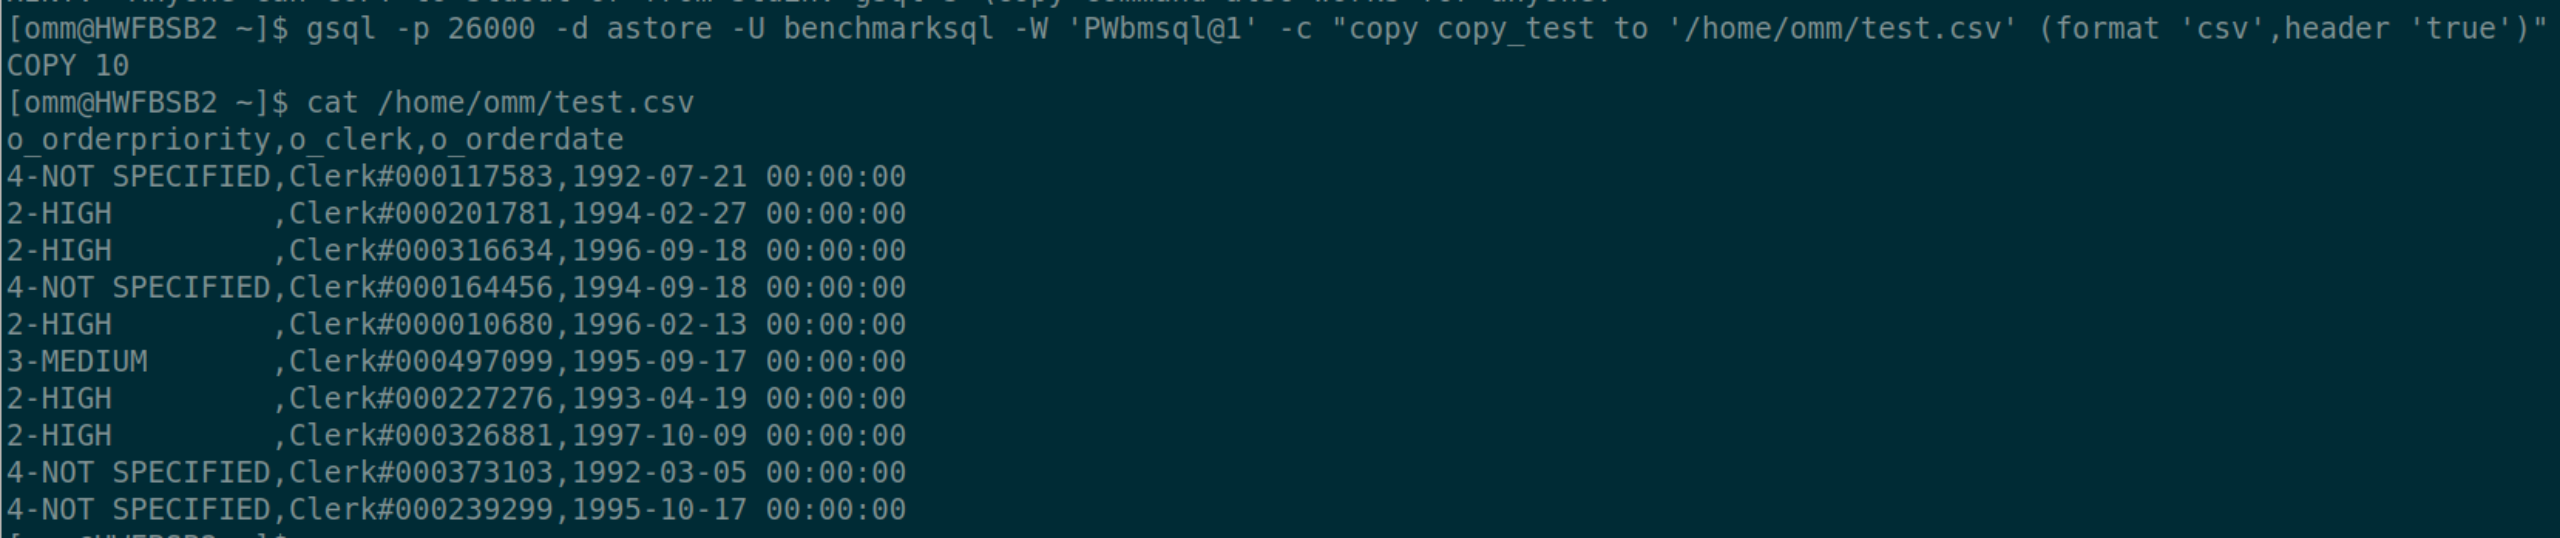 [omm@HWFBSB2 ~]$ gsql -p 26000 -d astore -U benchmarksql -W 'PWbmsql@1' -c "copy copy_test to '/home/omm/test.csv' (format 'csv',header 'true')"
COPY 10
[omm@HWFBSB2 ~]$ cat /home/omm/test.csv
o_orderpriority,o_clerk,o_orderdate
4-NOT SPECIFIED,Clerk#000117583,1992-07-21 00:00:00
2-HIGH         ,Clerk#000201781,1994-02-27 00:00:00
2-HIGH         ,Clerk#000316634,1996-09-18 00:00:00
4-NOT SPECIFIED,Clerk#000164456,1994-09-18 00:00:00
2-HIGH         ,Clerk#000010680,1996-02-13 00:00:00
3-MEDIUM       ,Clerk#000497099,1995-09-17 00:00:00
2-HIGH         ,Clerk#000227276,1993-04-19 00:00:00
2-HIGH         ,Clerk#000326881,1997-10-09 00:00:00
4-NOT SPECIFIED,Clerk#000373103,1992-03-05 00:00:00
4-NOT SPECIFIED,Clerk#000239299,1995-10-17 00:00:00